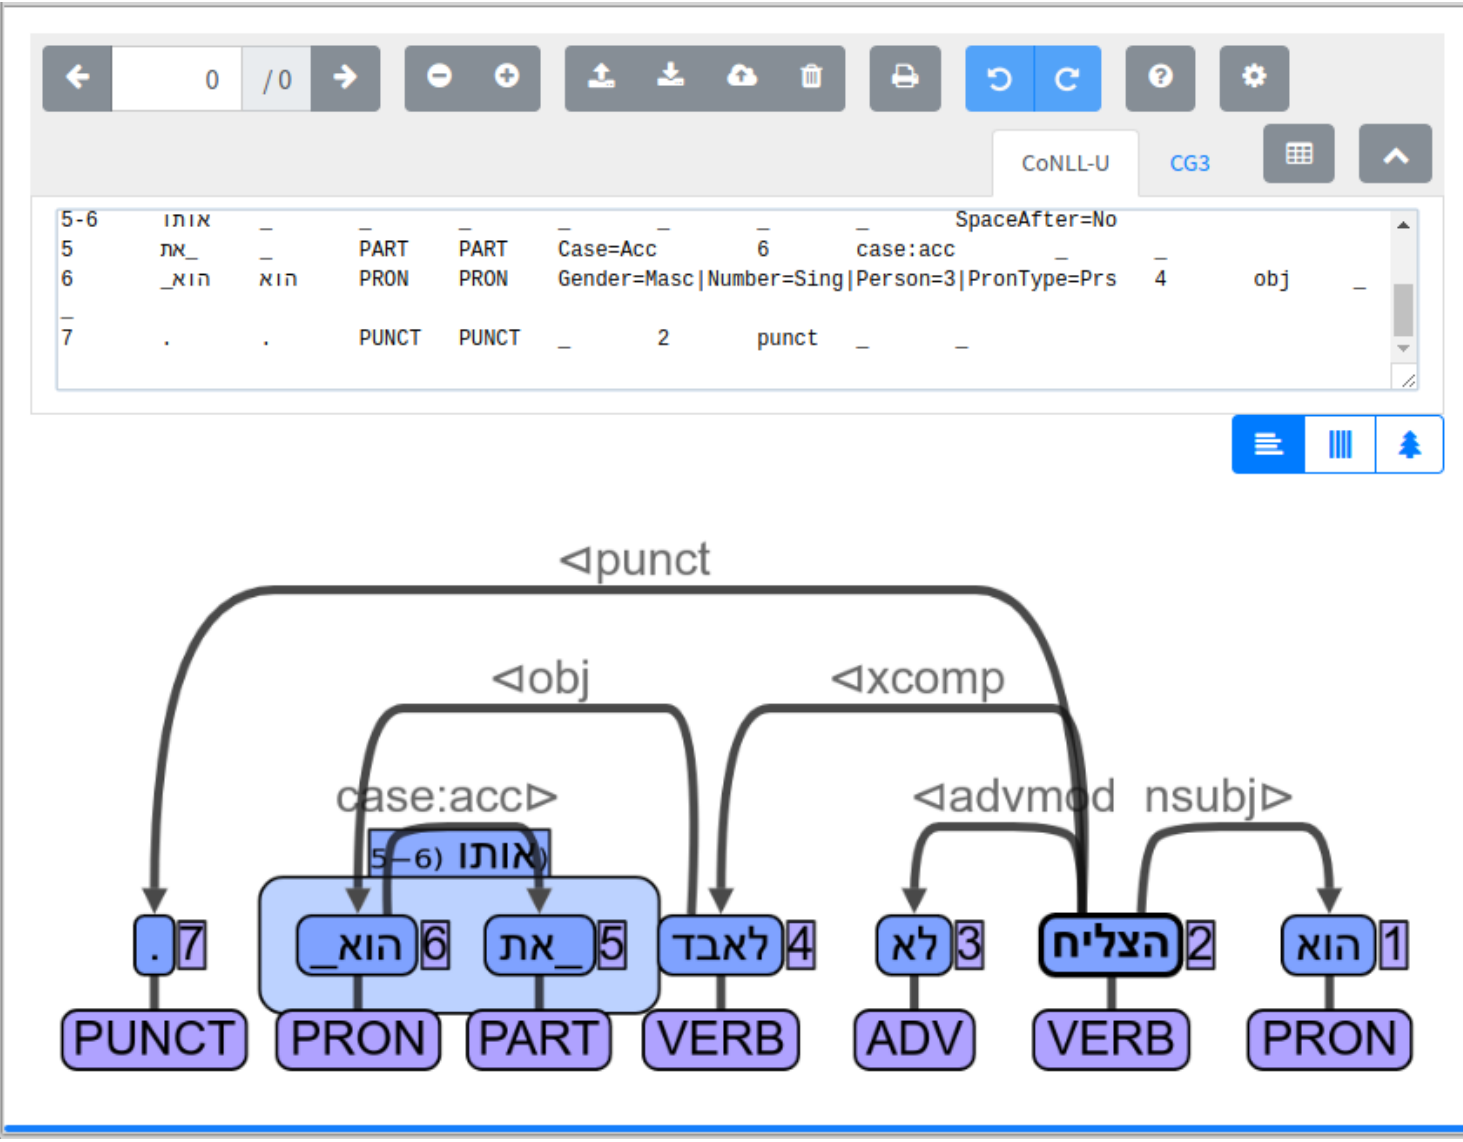 0 / 0
CoNLL-U CG3
5-6 אותו _ _ _ _ _ _ _ SpaceAfter=No
5 את_ _ PART PART Case=Acc 6 case:acc _ _
6 _הוא הוא PRON PRON Gender=Masc|Number=Sing|Person=3|PronType=Prs 4 obj _
_
7 . . PUNCT PUNCT _ 2 punct _ _
⊲punct
⊲obj ⊲xcomp
case:acc⊳ ⊲advmod nsubj⊳
(5–6) אותו
1 הוא 2 הצליח 3 לא 4 לאבד 5 את_ 6 _הוא 7 .
PUNCT PRON PART VERB ADV VERB PRON